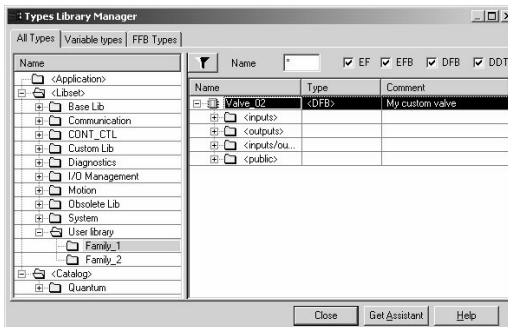 Types Library Manager
All Types Variable types FFB Types
Name
<Application>
<Libset>
Base Lib
Communication
CONT_CTL
Custom Lib
Diagnostics
I/O Management
Motion
Obsolete Lib
System
User library
Family_1
Family_2
<Catalog>
Quantum
Name * EF EFB DFB DDT
Name Type Comment
Valve_02 <DFB> My custom valve
<inputs>
<outputs>
<inputs/ou...
<public>
Close Get Assistant Help